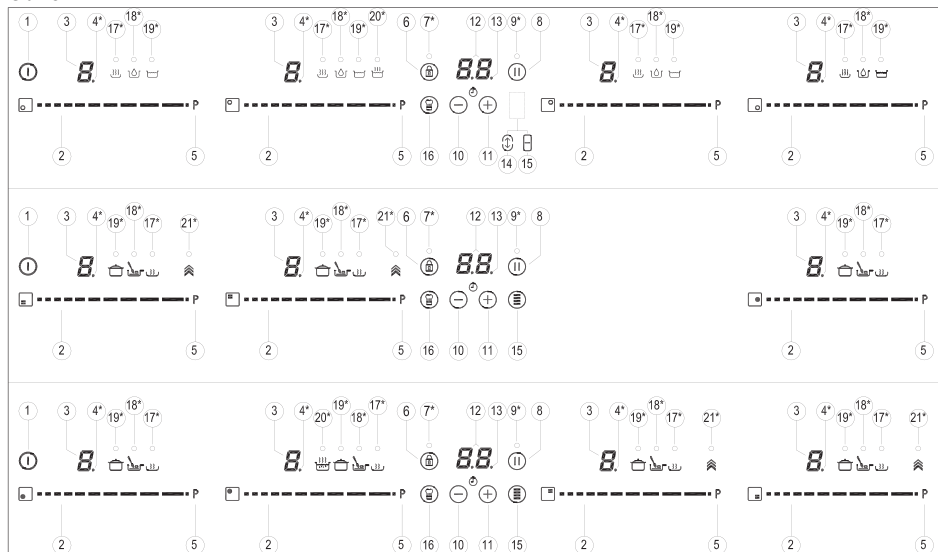 18* 18* 20* 18* 18*
1 3 4* 17* 19* 3 4* 17* 19* 6 7* 12 13 9* 8 3 4* 17* 19* 3 4* 17* 19*
8. 8. 8.8. 8. 8.
P P P P
2 5 2 5 16 10 11 14 15 2 5 2 5
18* 18* 18*
1 3 4* 19* 17* 21* 3 4* 19* 17* 21* 6 7* 12 13 9* 8 3 4* 19* 17*
8. 8. 8.8. 8.
P P P
2 5 2 5 16 10 11 15 2 5
18* 19* 17* 18* 18*
1 3 4* 19* 17* 3 4* 20* 18* 6 7* 12 13 9* 8 3 4* 19* 17* 21* 3 4* 19* 17* 21*
8. 8. 8.8. 8. 8.
P P P P
2 5 2 5 16 10 11 15 2 5 2 5